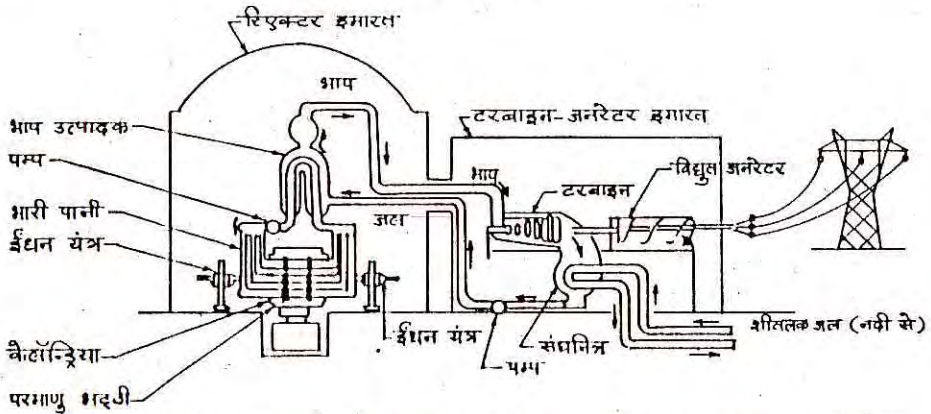 रिएक्टर इमारत
भाप
भाप उत्पादक
टरबाइन-जनरेटर इमारत
पम्प
भाप
टरबाइन
विद्युत जनरेटर
भारी पानी
जल
ईंधन यंत्र
ईंधन यंत्र
शीतलक जल (नदी से)
संघनित्र
पम्प
परमाणु भट्टी